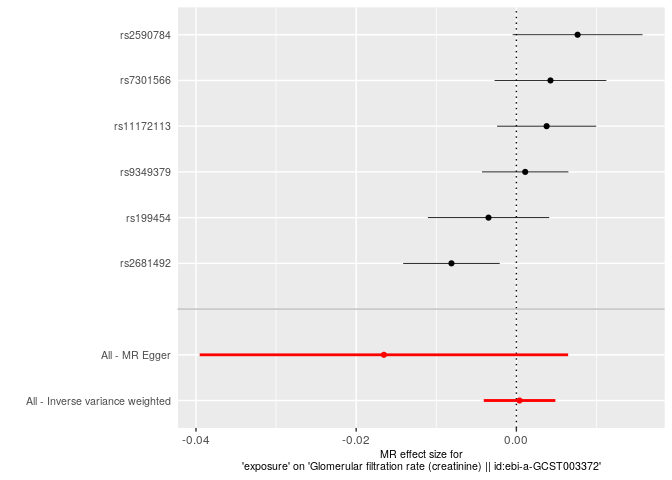 rs2590784
rs7301566
rs11172113
rs9349379
rs199454
rs2681492
All - MR Egger
All - Inverse variance weighted
-0.04
-0.02
0.00
MR effect size for
'exposure' on 'Glomerular filtration rate (creatinine) || id:ebi-a-GCST003372'